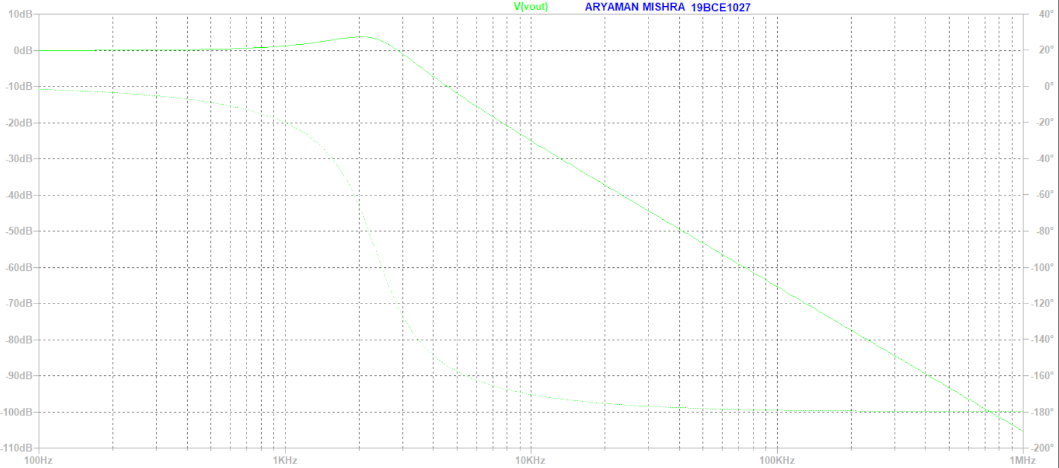 V(vout) ARYAMAN MISHRA 19BCE1027
10dB 40°
0dB 20°
-10dB 0°
-20dB -20°
-30dB -40°
-40dB -60°
-50dB -80°
-60dB -100°
-70dB -120°
-80dB -140°
-90dB -160°
-100dB -180°
-110dB -200°
100Hz 1KHz 10KHz 100KHz 1MHz